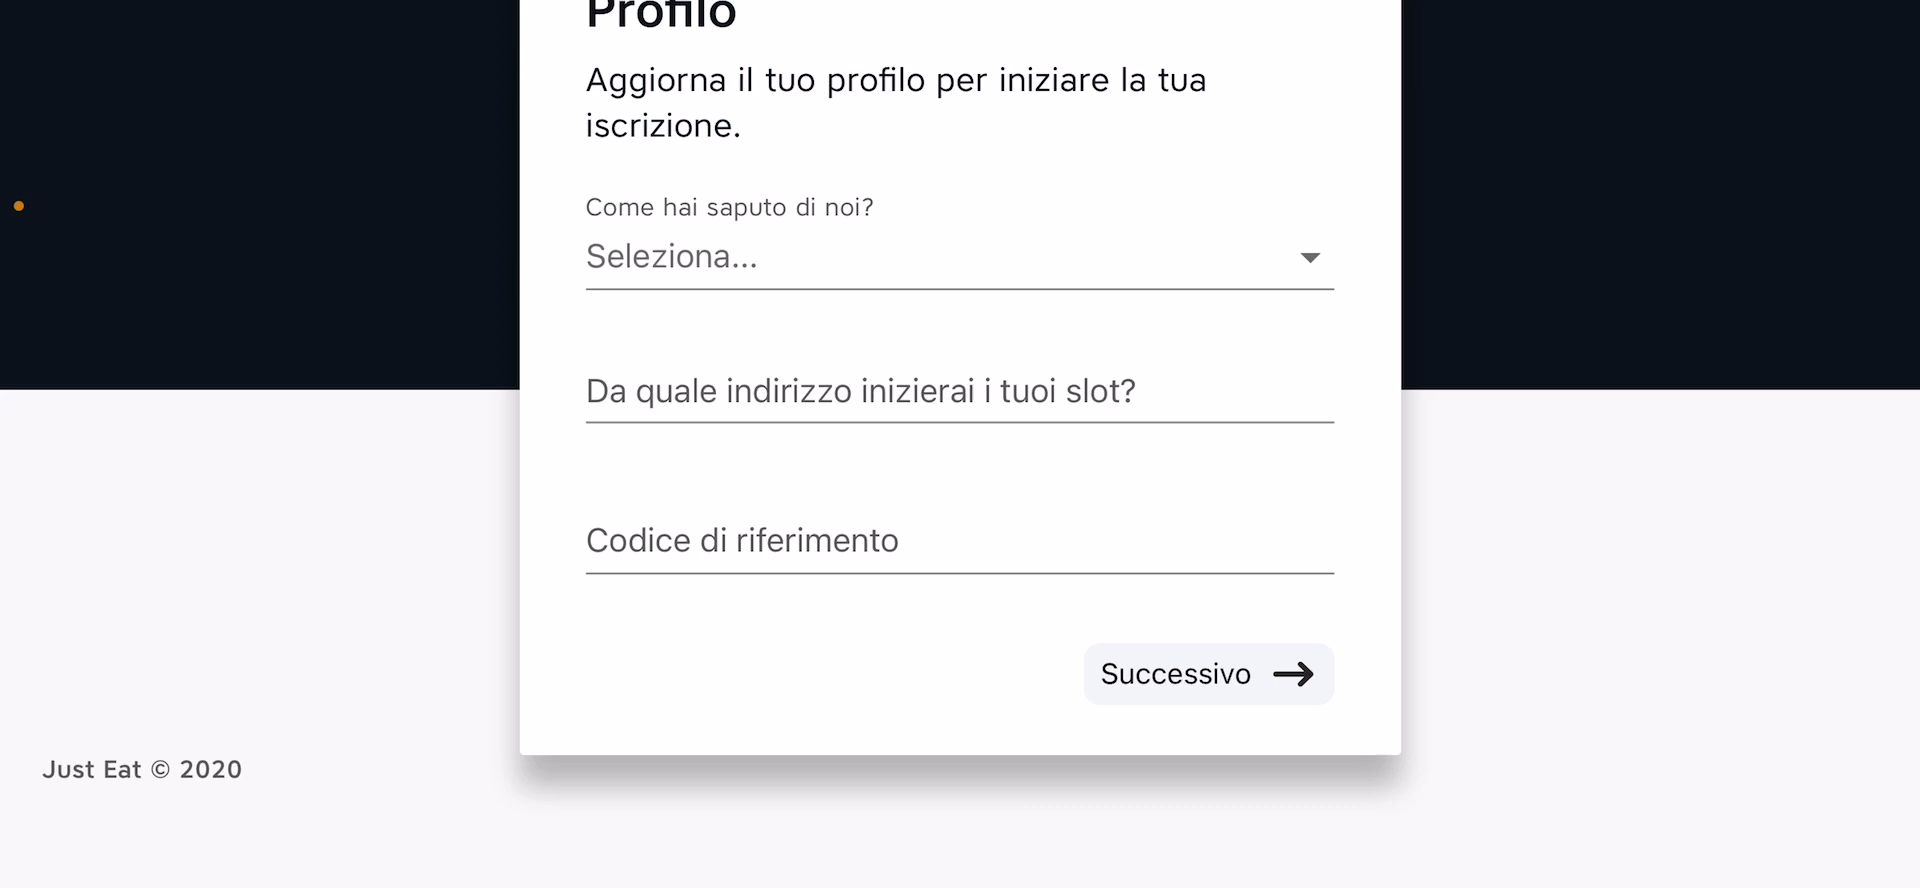 Profilo
Aggiorna il tuo profilo per iniziare la tua
iscrizione.
Come hai saputo di noi?
Seleziona...
Da quale indirizzo inizierai i tuoi slot?
Codice di riferimento
Successivo
Just Eat © 2020